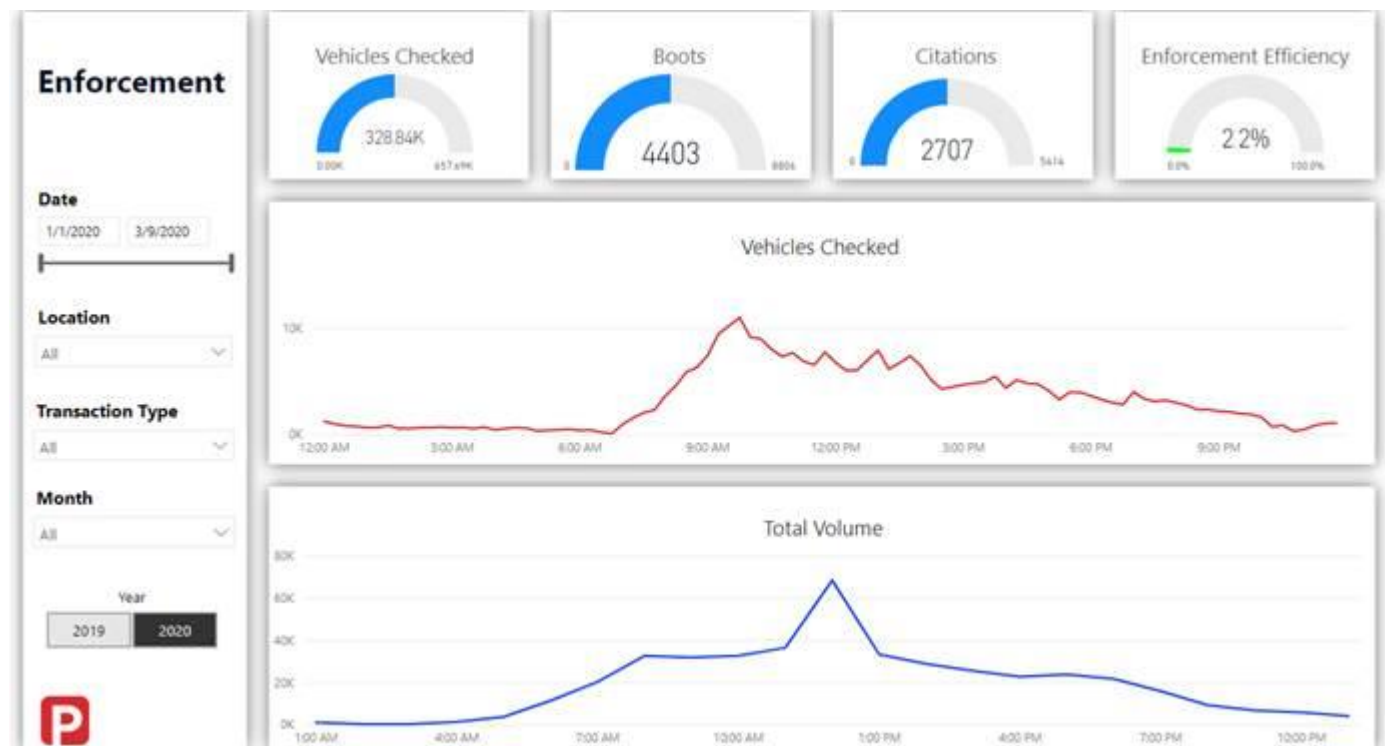 Enforcement
Date
1/1/2020 3/9/2020
Location
All
Transaction Type
All
Month
All
Year
2019 2020
P
Vehicles Checked
328.84K
0.00K 657.69K
Boots
4403
0 8806
Citations
2707
0 5414
Enforcement Efficiency
2.2%
0.0% 100.0%
Vehicles Checked
10K
0K
12:00 AM 3:00 AM 6:00 AM 9:00 AM 12:00 PM 3:00 PM 6:00 PM 9:00 PM
Total Volume
80K
60K
40K
20K
0K
1:00 AM 4:00 AM 7:00 AM 10:00 AM 1:00 PM 4:00 PM 7:00 PM 10:00 PM